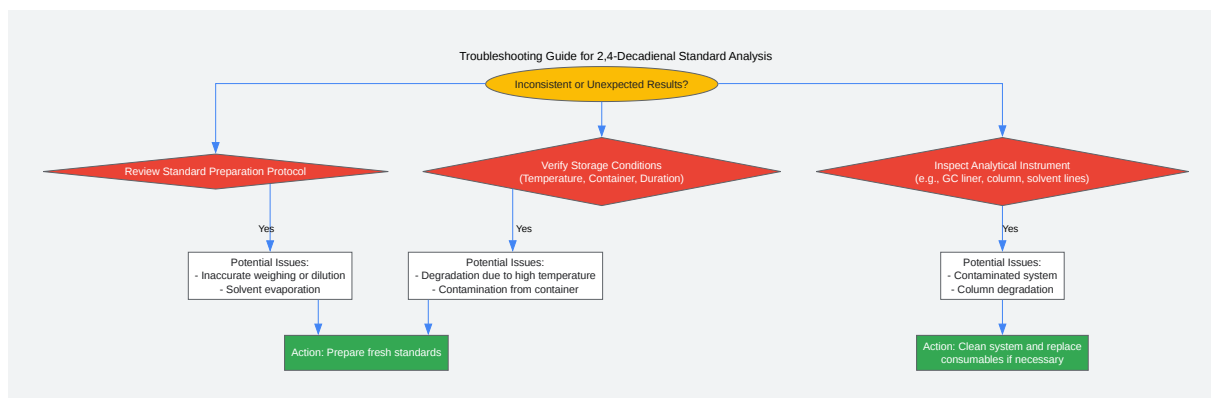 Troubleshooting Guide for 2,4-Decadienal Standard Analysis
Inconsistent or Unexpected Results?
Review Standard Preparation Protocol
Verify Storage Conditions
(Temperature, Container, Duration)
Inspect Analytical Instrument
(e.g., GC liner, column, solvent lines)
Yes
Yes
Yes
Potential Issues:
- Inaccurate weighing or dilution
- Solvent evaporation
Potential Issues:
- Degradation due to high temperature
- Contamination from container
Potential Issues:
- Contaminated system
- Column degradation
Action: Prepare fresh standards
Action: Clean system and replace
consumables if necessary